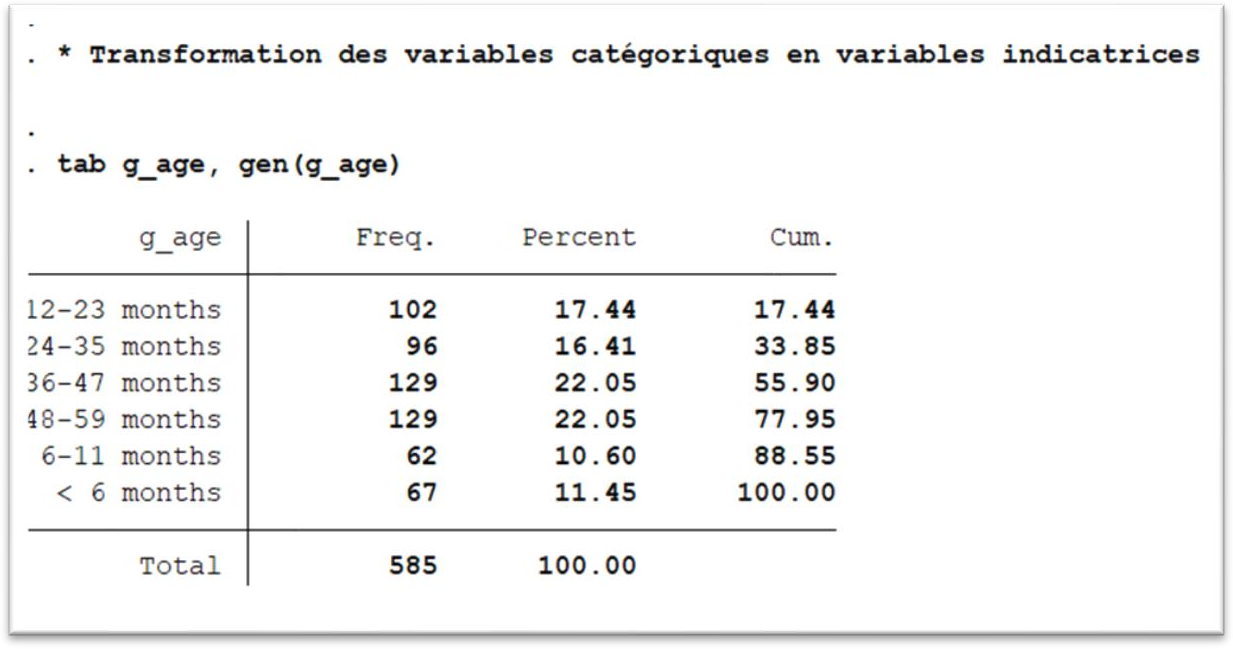 .
. * Transformation des variables catégoriques en variables indicatrices
.
. tab g_age, gen(g_age)
g_age Freq. Percent Cum.
12-23 months 102 17.44 17.44
24-35 months 96 16.41 33.85
36-47 months 129 22.05 55.90
48-59 months 129 22.05 77.95
6-11 months 62 10.60 88.55
< 6 months 67 11.45 100.00
Total 585 100.00